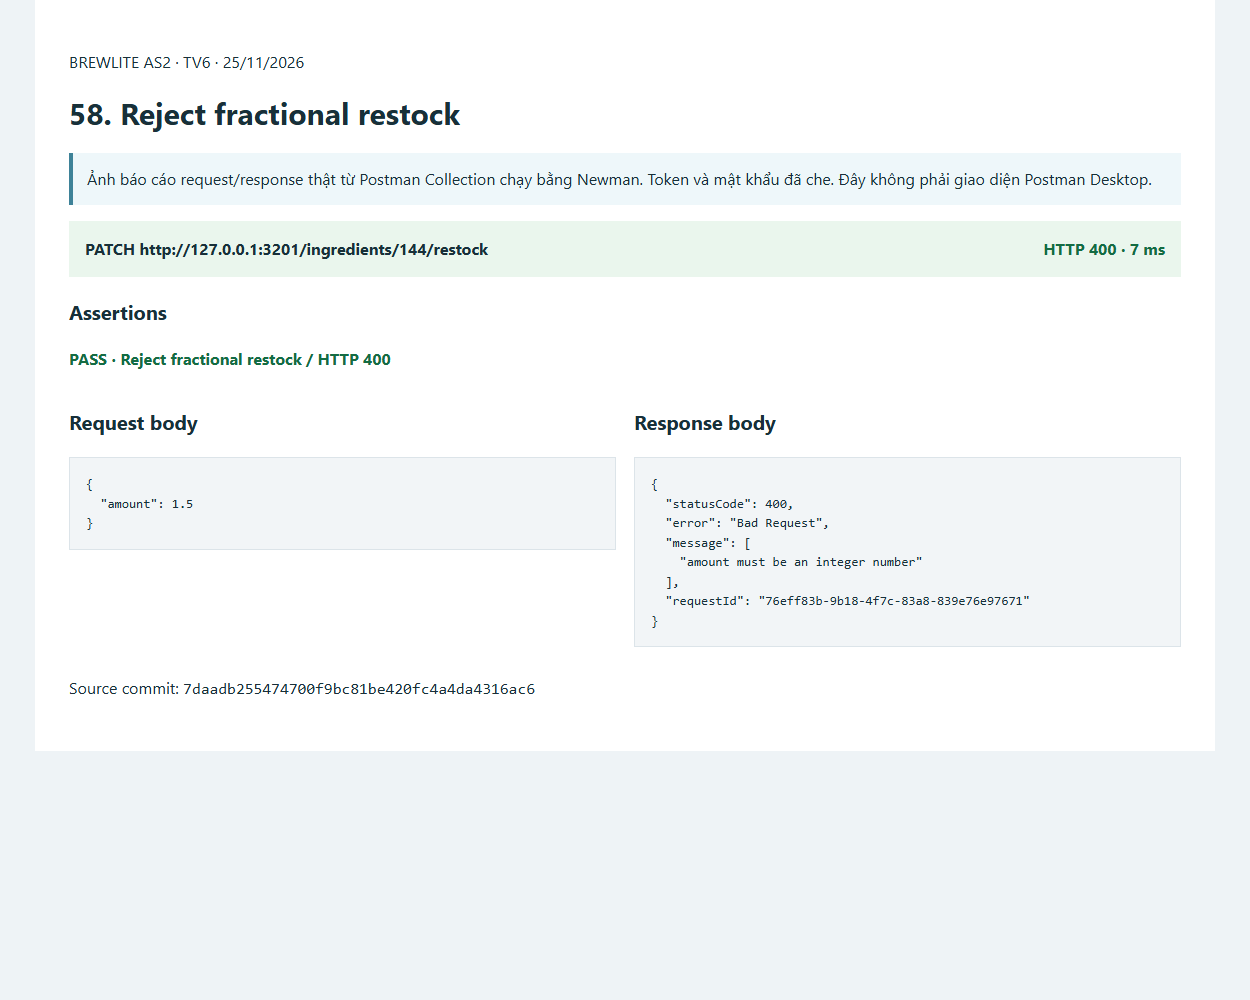 BREWLITE AS2 · TV6 · 25/11/2026
58. Reject fractional restock
Ảnh báo cáo request/response thật từ Postman Collection chạy bằng Newman. Token và mật khẩu đã che. Đây không phải giao diện Postman Desktop.
PATCH http://127.0.0.1:3201/ingredients/144/restock HTTP 400 · 7 ms
Assertions
PASS · Reject fractional restock / HTTP 400
Request body
{
  "amount": 1.5
}
Response body
{
  "statusCode": 400,
  "error": "Bad Request",
  "message": [
    "amount must be an integer number"
  ],
  "requestId": "76eff83b-9b18-4f7c-83a8-839e76e97671"
}
Source commit: 7daadb255474700f9bc81be420fc4a4da4316ac6